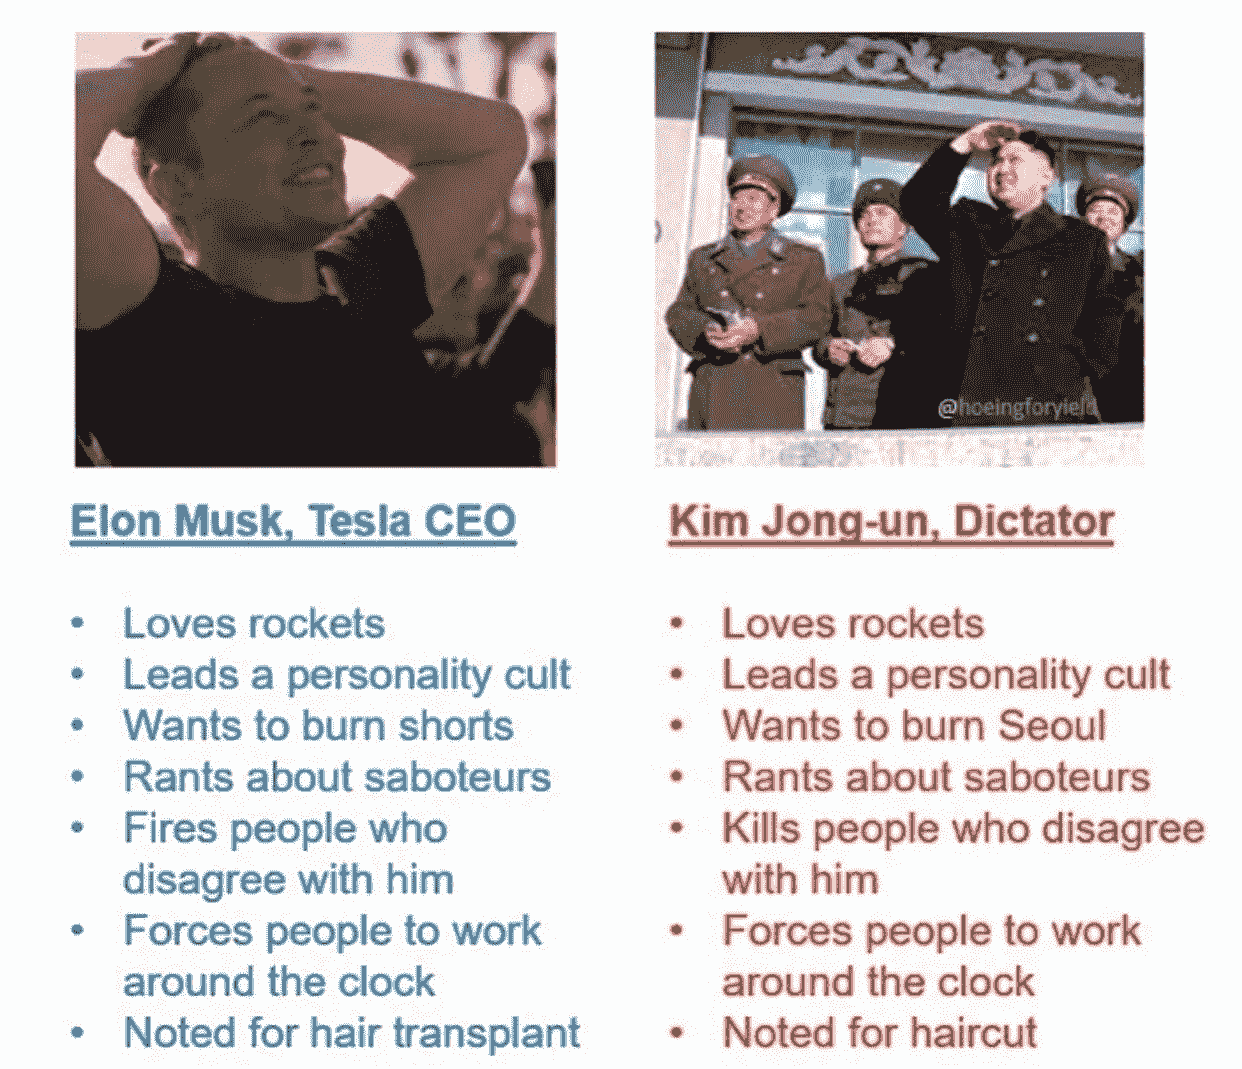 @hoeingforyield
Elon Musk, Tesla CEO
• Loves rockets
• Leads a personality cult
• Wants to burn shorts
• Rants about saboteurs
• Fires people who
disagree with him
• Forces people to work
around the clock
• Noted for hair transplant
Kim Jong-un, Dictator
• Loves rockets
• Leads a personality cult
• Wants to burn Seoul
• Rants about saboteurs
• Kills people who disagree
with him
• Forces people to work
around the clock
• Noted for haircut